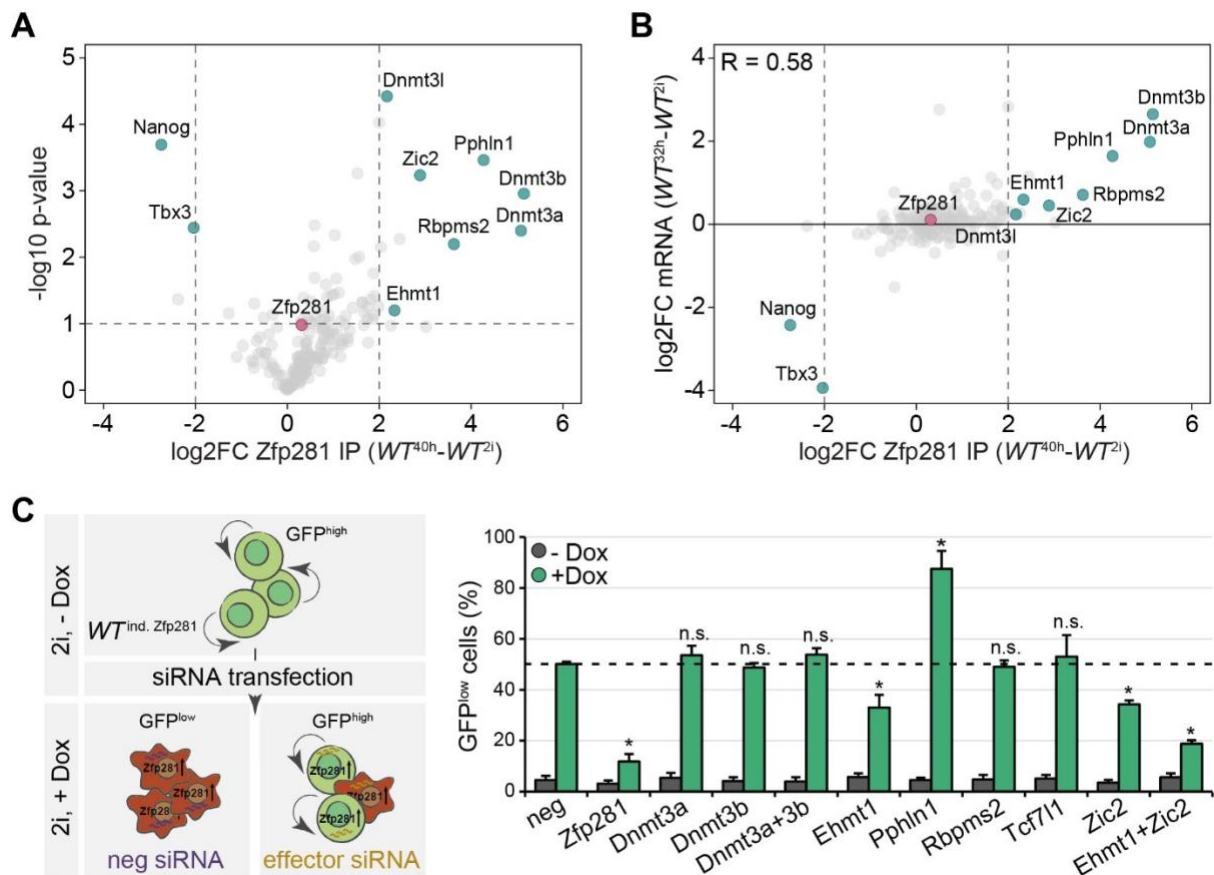 A
5
4
3
2
1
0
-log10 p-value
Dnmt3l
Nanog
Pphln1
Zic2
Dnmt3b
Tbx3
Dnmt3a
Rbpms2
Ehmt1
Zfp281
-4 -2 0 2 4 6
log2FC Zfp281 IP (WT40h-WT2i)
B
4
2
0
-2
-4
log2FC mRNA (WT32h-WT2i)
R = 0.58
Dnmt3b
Dnmt3a
Pphln1
Ehmt1
Rbpms2
Zfp281
Zic2
Dnmt3l
Nanog
Tbx3
-4 -2 0 2 4 6
log2FC Zfp281 IP (WT40h-WT2i)
C
2i, - Dox
GFPhigh
WTind. Zfp281
siRNA transfection
2i, + Dox
GFPlow
GFPhigh
Zfp281
Zfp281
Zfp28
Zfp281
Zfp281
Zfp281
neg siRNA
effector siRNA
GFPlow cells (%)
100
80
60
40
20
0
- Dox
+Dox
*
n.s.
n.s.
n.s.
*
*
n.s.
n.s.
*
*
neg
Zfp281
Dnmt3a
Dnmt3b
Dnmt3a+3b
Ehmt1
Pphln1
Rbpms2
Tcf7l1
Zic2
Ehmt1+Zic2